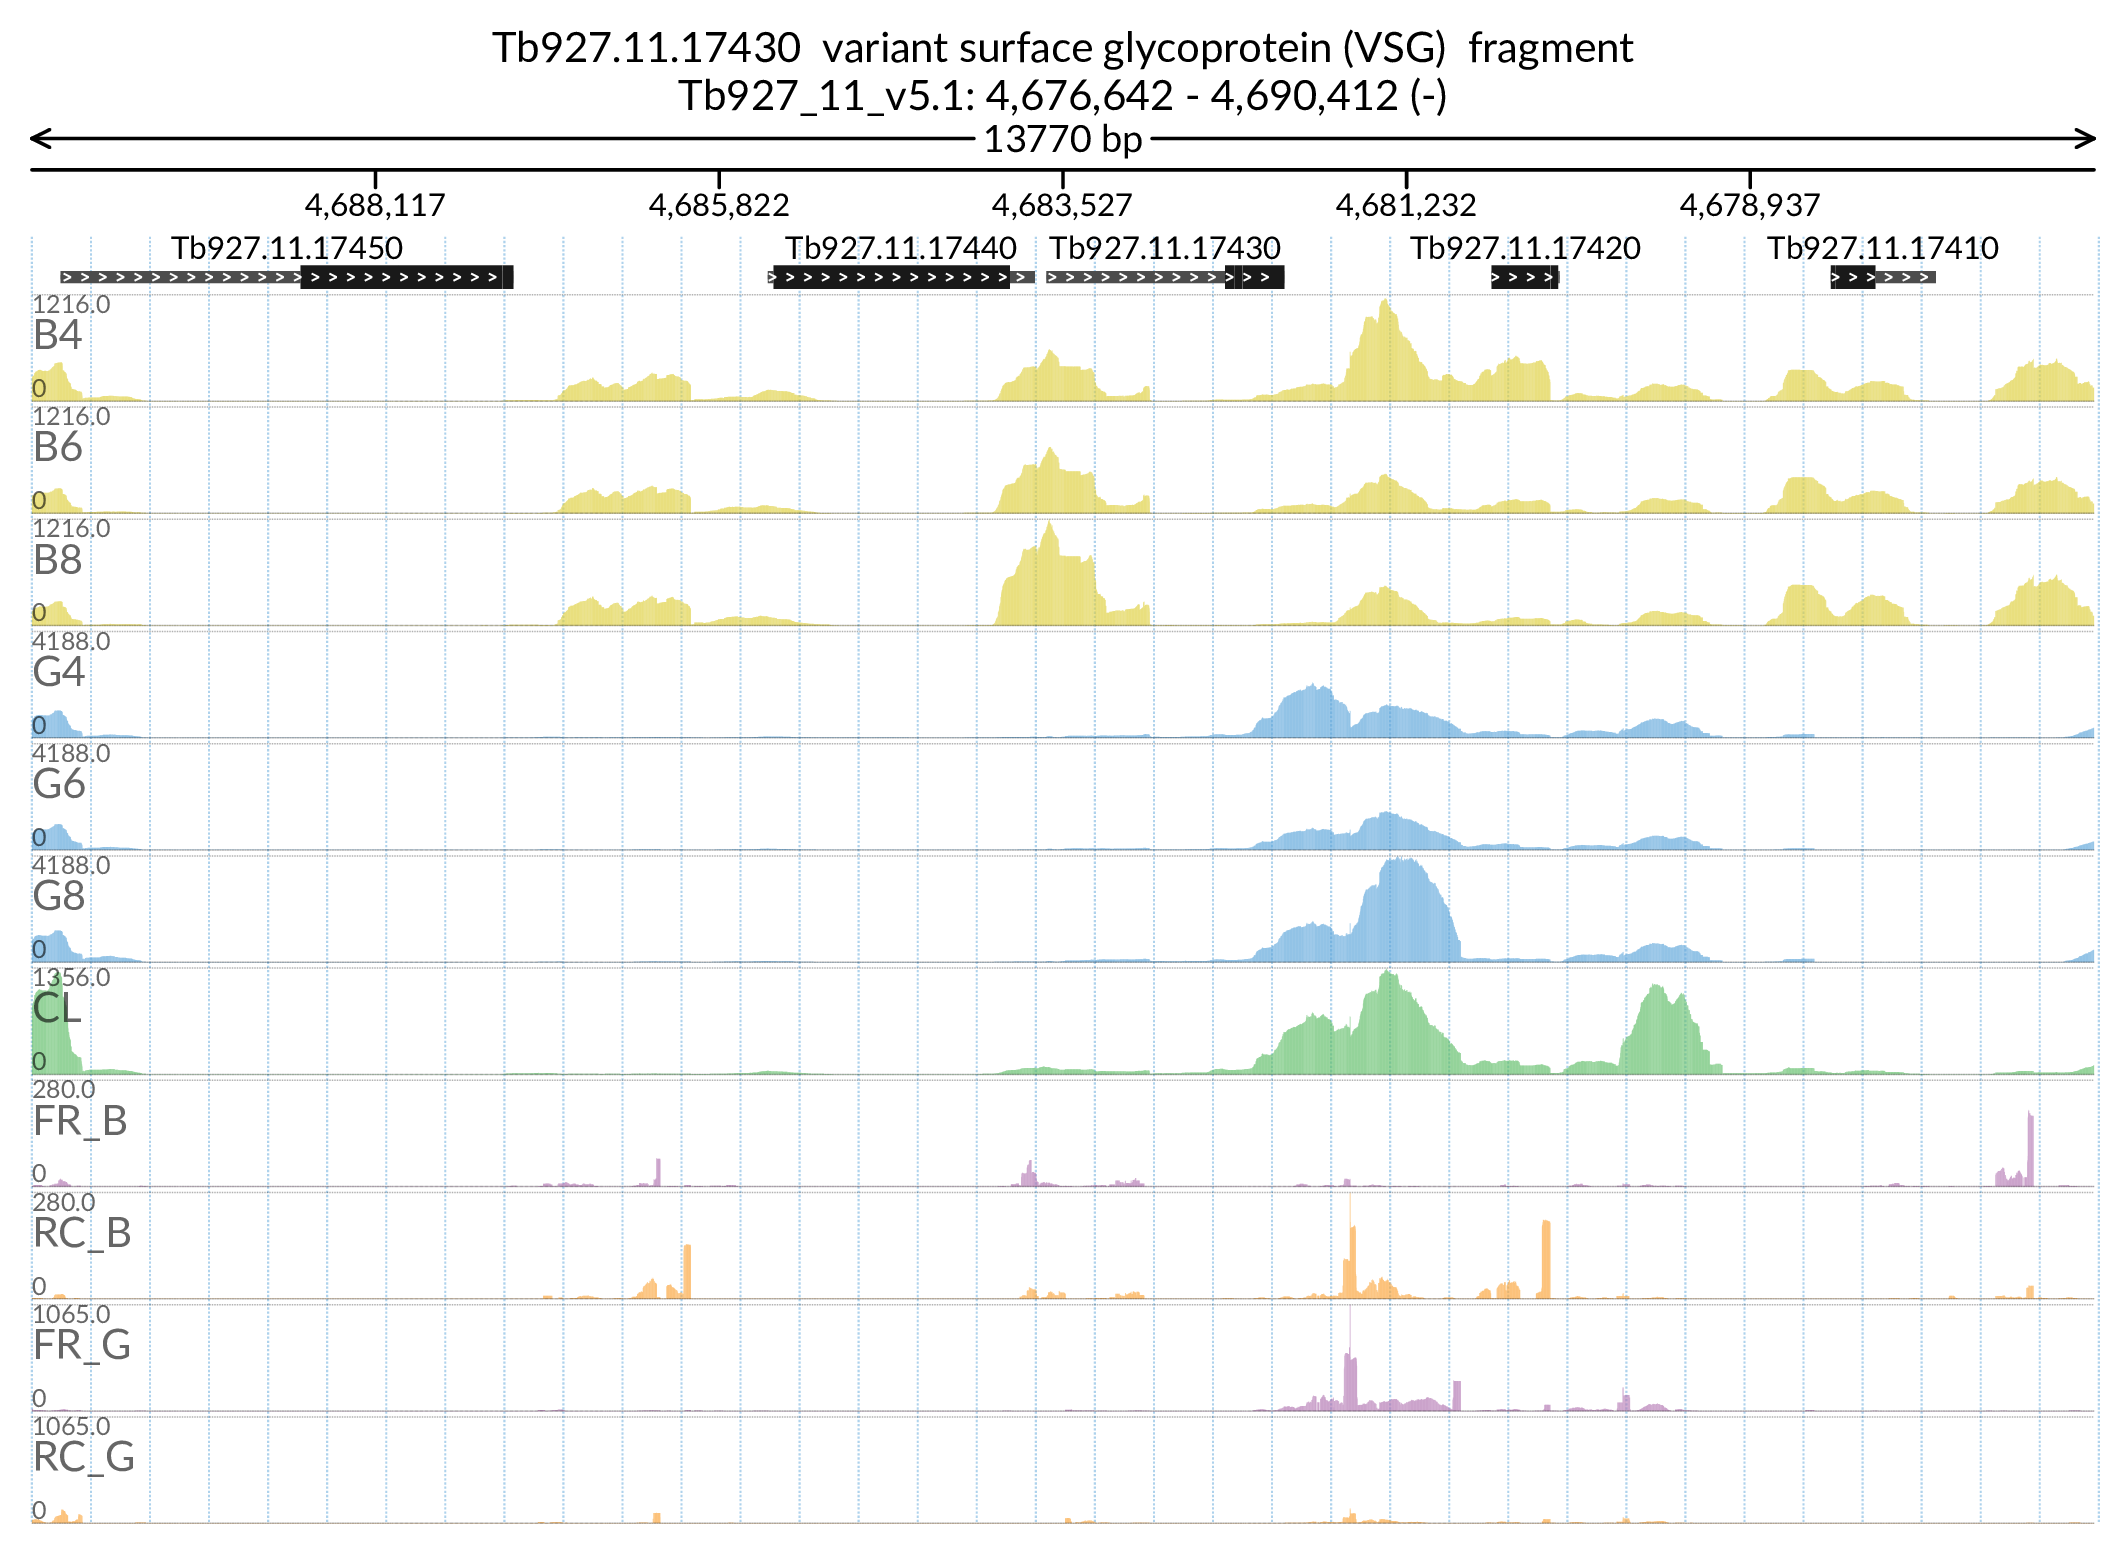 Tb927.11.17430 variant surface glycoprotein (VSG) fragment
Tb927_11_v5.1: 4,676,642 - 4,690,412 (-)
13770 bp
4,688,117 4,685,822 4,683,527 4,681,232 4,678,937
Tb927.11.17450 Tb927.11.17440 Tb927.11.17430 Tb927.11.17420 Tb927.11.17410
1216.0
B4
0
1216.0
B6
0
1216.0
B8
0
4188.0
G4
0
4188.0
G6
0
4188.0
G8
0
1356.0
CL
0
280.0
FR_B
0
280.0
RC_B
0
1065.0
FR_G
0
1065.0
RC_G
0